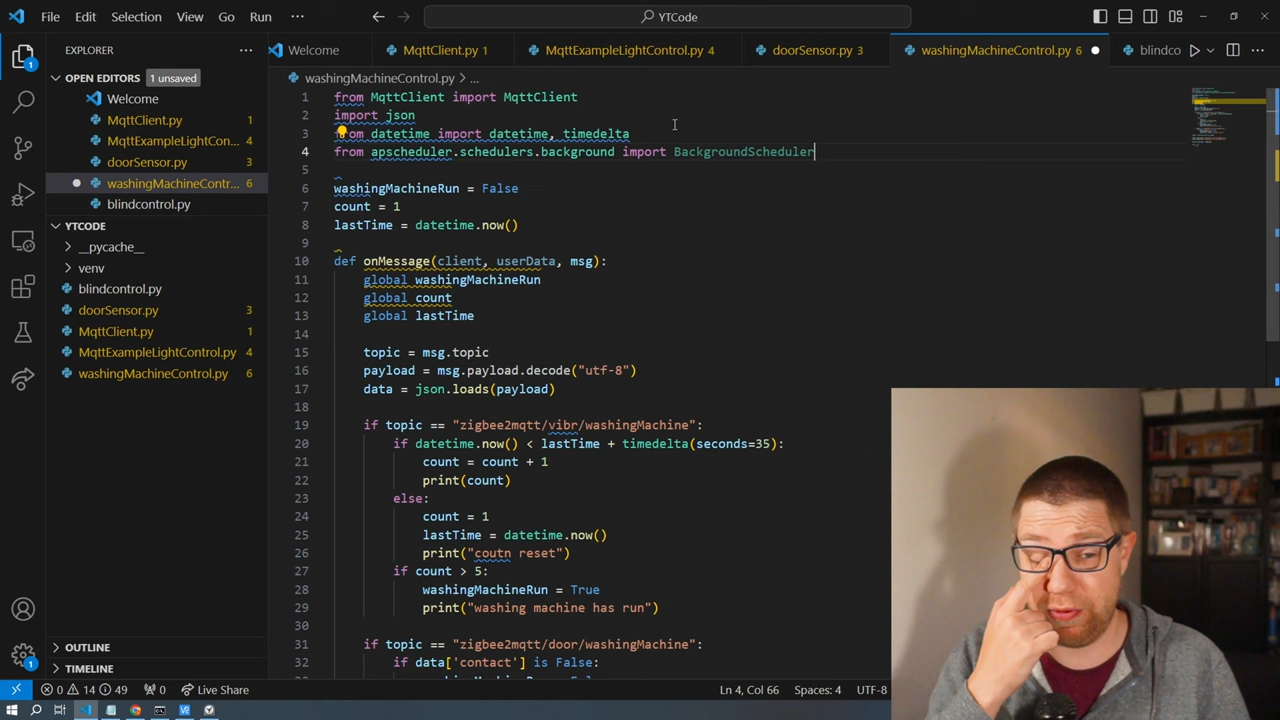 File Edit Selection View Go Run ··· YTCode
EXPLORER ···
Welcome MqttClient.py 1 MqttExampleLightControl.py 4 doorSensor.py 3 washingMachineControl.py 6 blindco
OPEN EDITORS 1 unsaved
Welcome
MqttClient.py 1
MqttExampleLightCon... 4
doorSensor.py 3
washingMachineContr... 6
blindcontrol.py
YTCODE
__pycache__
venv
blindcontrol.py
doorSensor.py 3
MqttClient.py 1
MqttExampleLightControl.py 4
washingMachineControl.py 6
OUTLINE
TIMELINE
washingMachineControl.py > ...
1 from MqttClient import MqttClient
2 import json
3 from datetime import datetime, timedelta
4 from apscheduler.schedulers.background import BackgroundScheduler
5
6 washingMachineRun = False
7 count = 1
8 lastTime = datetime.now()
9
10 def onMessage(client, userData, msg):
11 global washingMachineRun
12 global count
13 global lastTime
14
15 topic = msg.topic
16 payload = msg.payload.decode("utf-8")
17 data = json.loads(payload)
18
19 if topic == "zigbee2mqtt/vibr/washingMachine":
20 if datetime.now() < lastTime + timedelta(seconds=35):
21 count = count + 1
22 print(count)
23 else:
24 count = 1
25 lastTime = datetime.now()
26 print("coutn reset")
27 if count > 5:
28 washingMachineRun = True
29 print("washing machine has run")
30
31 if topic == "zigbee2mqtt/door/washingMachine":
32 if data['contact'] is False:
1
1
0 14 49 0 Live Share Ln 4, Col 66 Spaces: 4 UTF-8